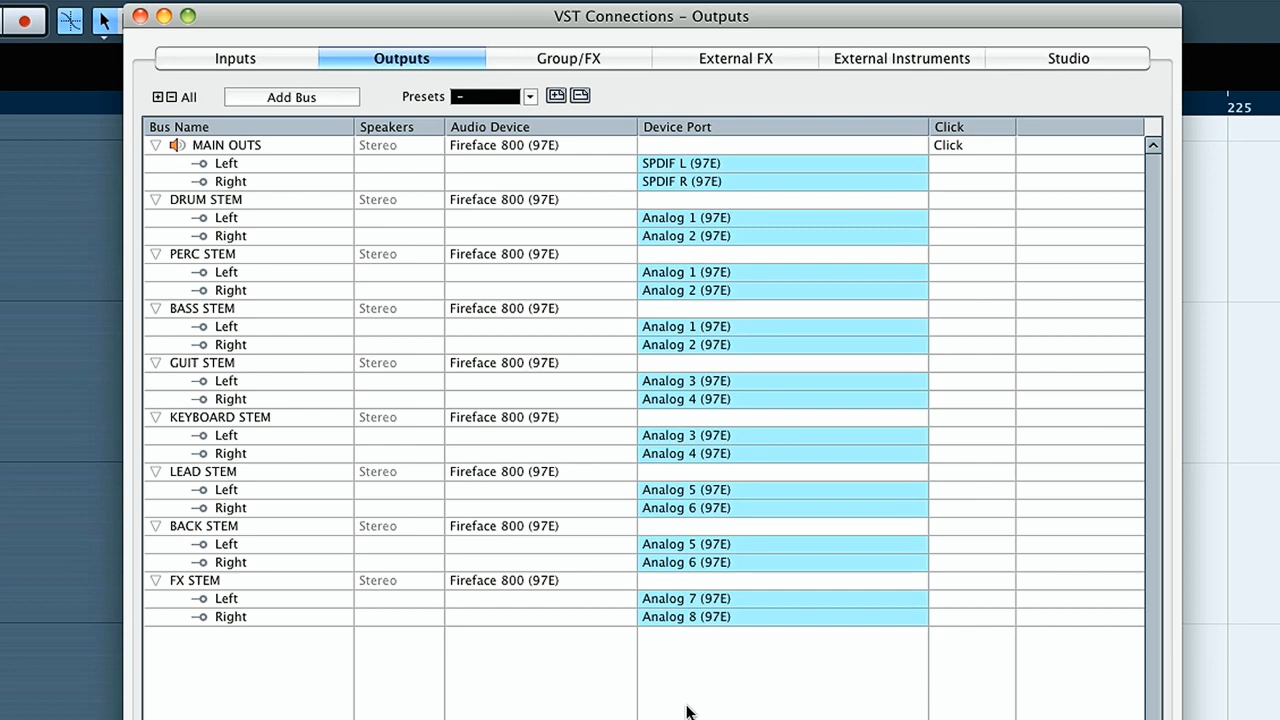 VST Connections – Outputs
Inputs Outputs Group/FX External FX External Instruments Studio
All Add Bus Presets -
225
Bus Name Speakers Audio Device Device Port Click
MAIN OUTS Stereo Fireface 800 (97E) Click
Left SPDIF L (97E)
Right SPDIF R (97E)
DRUM STEM Stereo Fireface 800 (97E)
Left Analog 1 (97E)
Right Analog 2 (97E)
PERC STEM Stereo Fireface 800 (97E)
Left Analog 1 (97E)
Right Analog 2 (97E)
BASS STEM Stereo Fireface 800 (97E)
Left Analog 1 (97E)
Right Analog 2 (97E)
GUIT STEM Stereo Fireface 800 (97E)
Left Analog 3 (97E)
Right Analog 4 (97E)
KEYBOARD STEM Stereo Fireface 800 (97E)
Left Analog 3 (97E)
Right Analog 4 (97E)
LEAD STEM Stereo Fireface 800 (97E)
Left Analog 5 (97E)
Right Analog 6 (97E)
BACK STEM Stereo Fireface 800 (97E)
Left Analog 5 (97E)
Right Analog 6 (97E)
FX STEM Stereo Fireface 800 (97E)
Left Analog 7 (97E)
Right Analog 8 (97E)